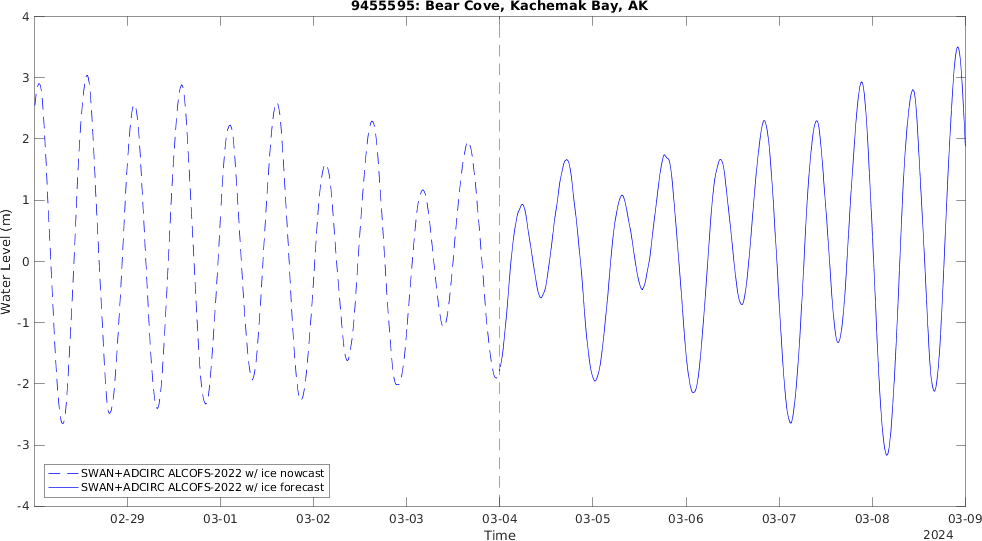 9455595: Bear Cove, Kachemak Bay, AK
4
3
2
1
0
-1
-2
-3
-4
Water Level (m)
SWAN+ADCIRC ALCOFS-2022 w/ ice nowcast
SWAN+ADCIRC ALCOFS-2022 w/ ice forecast
02-29 03-01 03-02 03-03 03-04 03-05 03-06 03-07 03-08 03-09
Time
2024